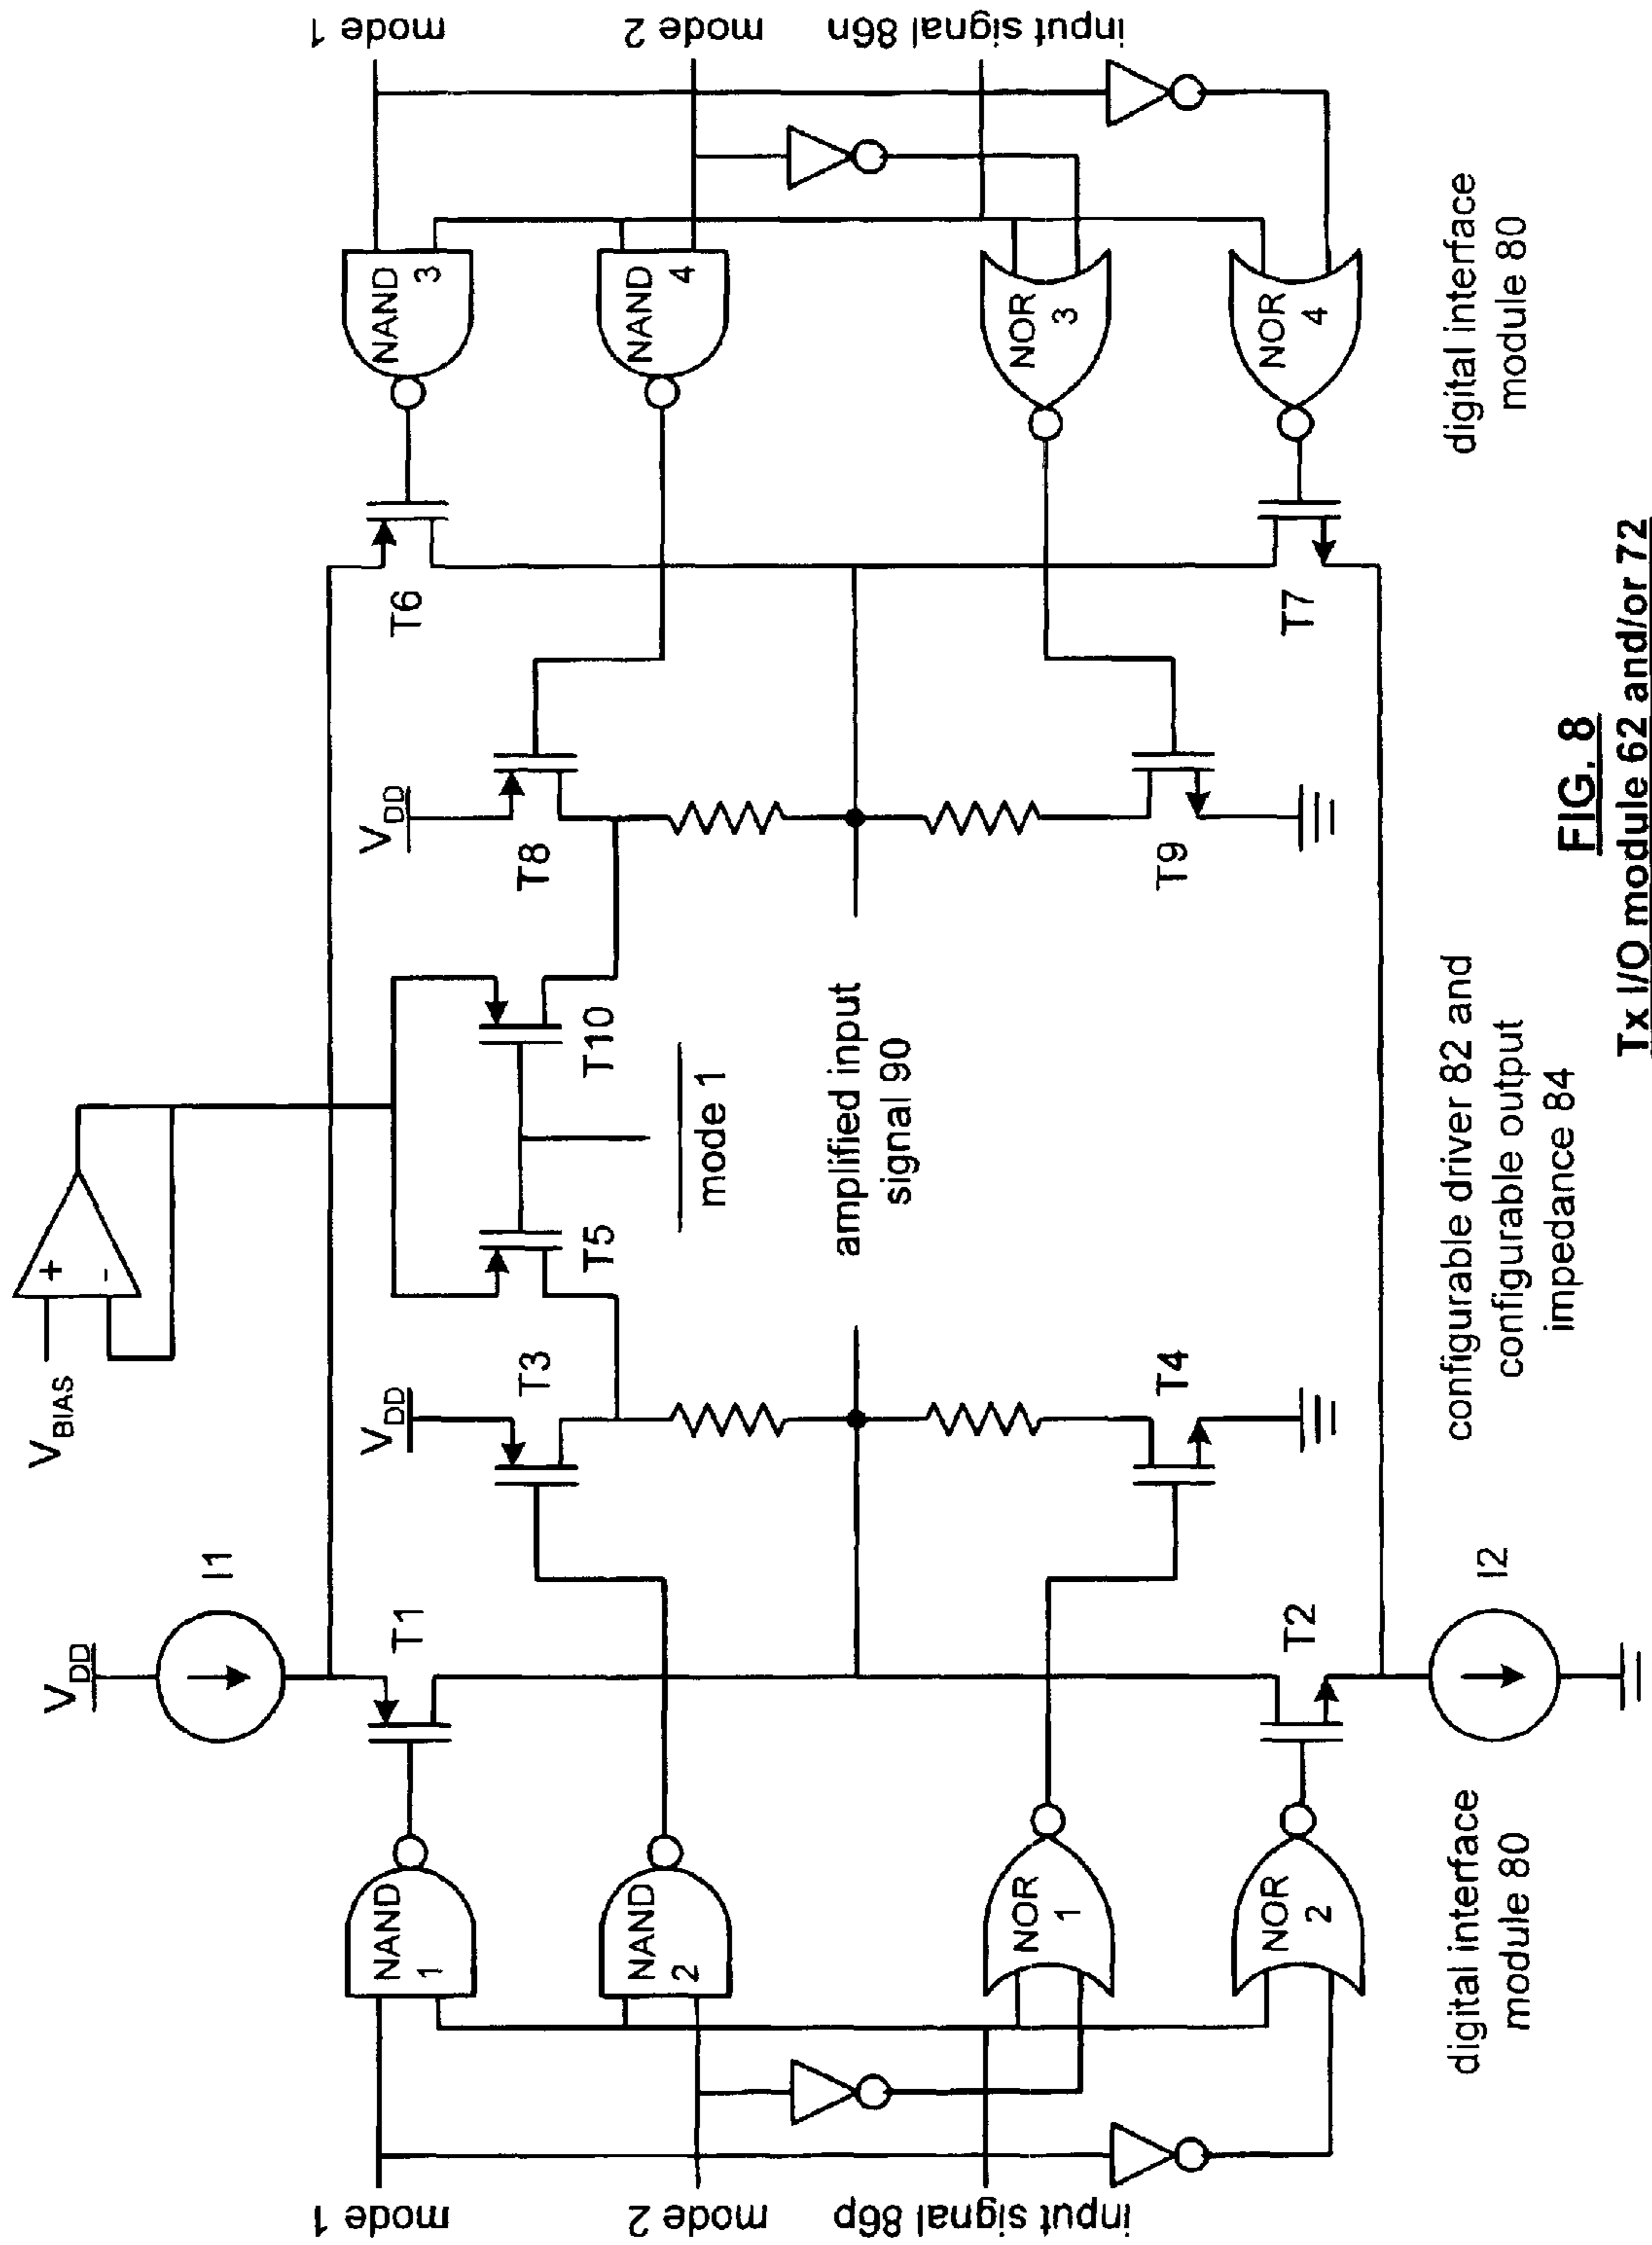 V_BIAS
+
-
V_DD
I1
mode 1
NAND
1
T1
V_DD
T3
T5
T10
V_DD
T8
T6
NAND
3
mode 1
mode 2
NAND
2
mode 1
NAND
4
mode 2
amplified input
signal 90
input signal 86p
NOR
1
T4
T9
NOR
3
input signal 86n
NOR
2
T2
T7
NOR
4
I2
digital interface
module 80
configurable driver 82 and
configurable output
impedance 84
digital interface
module 80
FIG. 8
Tx I/O module 62 and/or 72